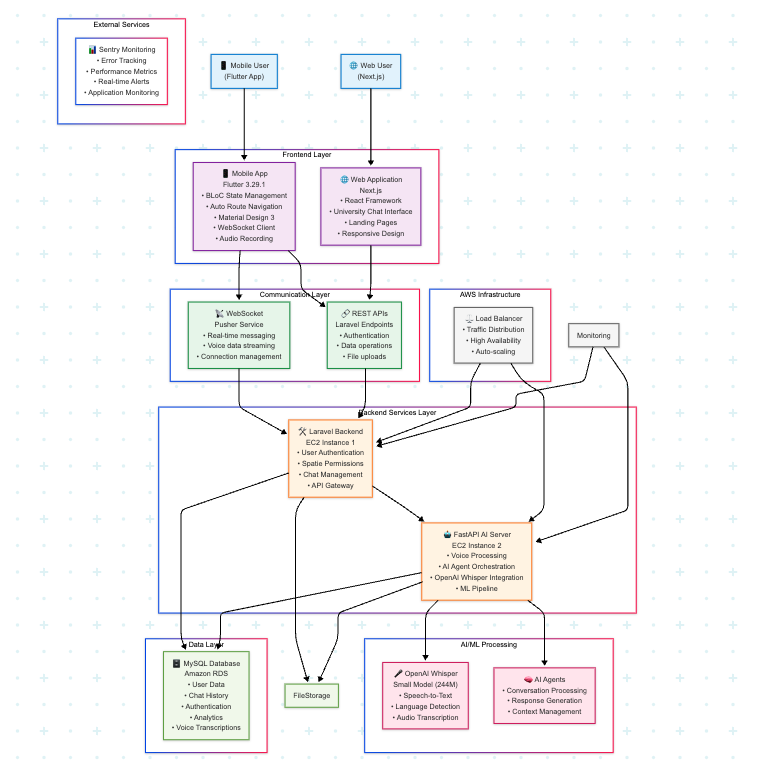 External Services
📊 Sentry Monitoring
• Error Tracking
• Performance Metrics
• Real-time Alerts
• Application Monitoring
📱 Mobile User
(Flutter App)
🌐 Web User
(Next.js)
Frontend Layer
📱 Mobile App
Flutter 3.29.1
• BLoC State Management
• Auto Route Navigation
• Material Design 3
• WebSocket Client
• Audio Recording
🌐 Web Application
Next.js
• React Framework
• University Chat Interface
• Landing Pages
• Responsive Design
Communication Layer
📡 WebSocket
Pusher Service
• Real-time messaging
• Voice data streaming
• Connection management
🔗 REST APIs
Laravel Endpoints
• Authentication
• Data operations
• File uploads
AWS Infrastructure
⚖️ Load Balancer
• Traffic Distribution
• High Availability
• Auto-scaling
Monitoring
Backend Services Layer
🛠️ Laravel Backend
EC2 Instance 1
• User Authentication
• Spatie Permissions
• Chat Management
• API Gateway
🤖 FastAPI AI Server
EC2 Instance 2
• Voice Processing
• AI Agent Orchestration
• OpenAI Whisper Integration
• ML Pipeline
Data Layer
🗄️ MySQL Database
Amazon RDS
• User Data
• Chat History
• Authentication
• Analytics
• Voice Transcriptions
FileStorage
AI/ML Processing
🎤 OpenAI Whisper
Small Model (244M)
• Speech-to-Text
• Language Detection
• Audio Transcription
🧠 AI Agents
• Conversation Processing
• Response Generation
• Context Management